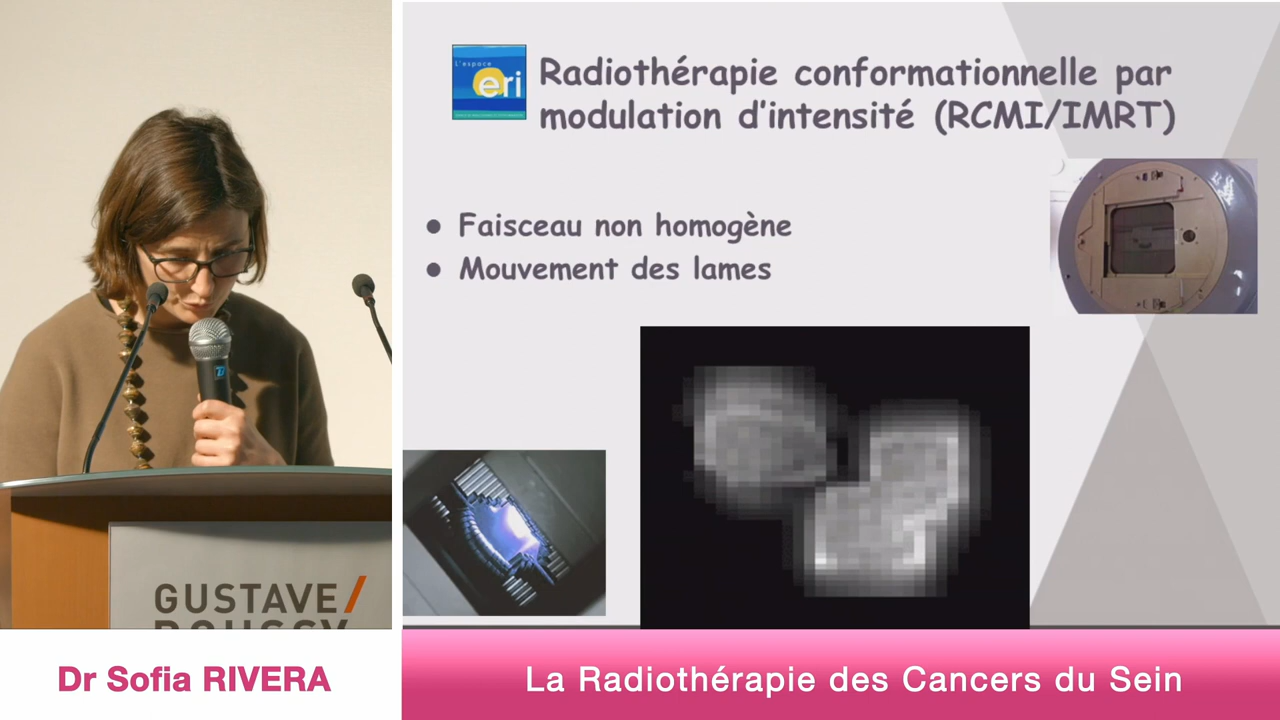 L'espace
eri
Radiothérapie conformationnelle par
modulation d'intensité (RCMI/IMRT)
• Faisceau non homogène
• Mouvement des lames
GUSTAVE/
ROUSSY
Dr Sofia RIVERA
La Radiothérapie des Cancers du Sein